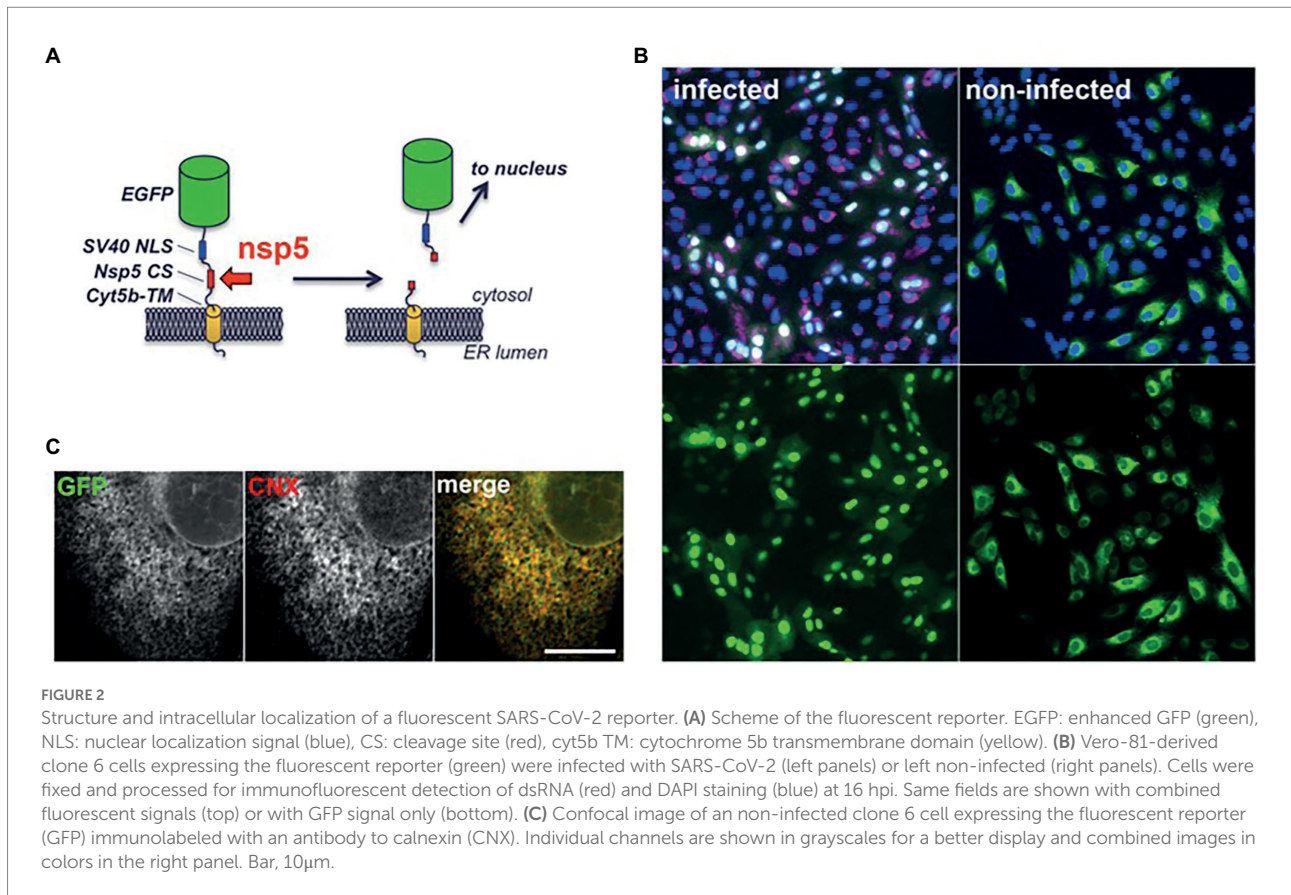 A
EGFP
SV40 NLS
Nsp5 CS
Cyt5b-TM
nsp5
to nucleus
cytosol
ER lumen
B
infected
non-infected
C
GFP
CNX
merge
FIGURE 2
Structure and intracellular localization of a fluorescent SARS-CoV-2 reporter. (A) Scheme of the fluorescent reporter. EGFP: enhanced GFP (green),
NLS: nuclear localization signal (blue), CS: cleavage site (red), cyt5b TM: cytochrome 5b transmembrane domain (yellow). (B) Vero-81-derived
clone 6 cells expressing the fluorescent reporter (green) were infected with SARS-CoV-2 (left panels) or left non-infected (right panels). Cells were
fixed and processed for immunofluorescent detection of dsRNA (red) and DAPI staining (blue) at 16 hpi. Same fields are shown with combined
fluorescent signals (top) or with GFP signal only (bottom). (C) Confocal image of an non-infected clone 6 cell expressing the fluorescent reporter
(GFP) immunolabeled with an antibody to calnexin (CNX). Individual channels are shown in grayscales for a better display and combined images in
colors in the right panel. Bar, 10μm.